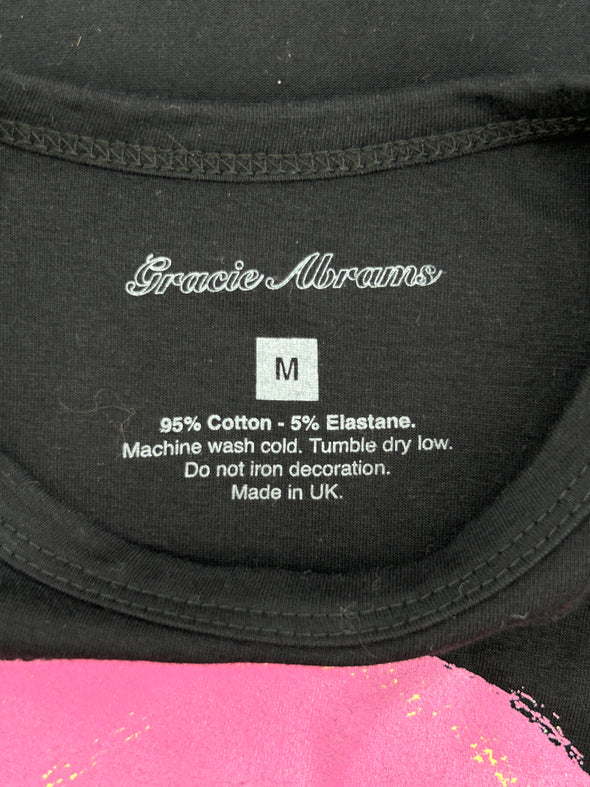 Gracie Abrams
M
95% Cotton - 5% Elastane.
Machine wash cold. Tumble dry low.
Do not iron decoration.
Made in UK.